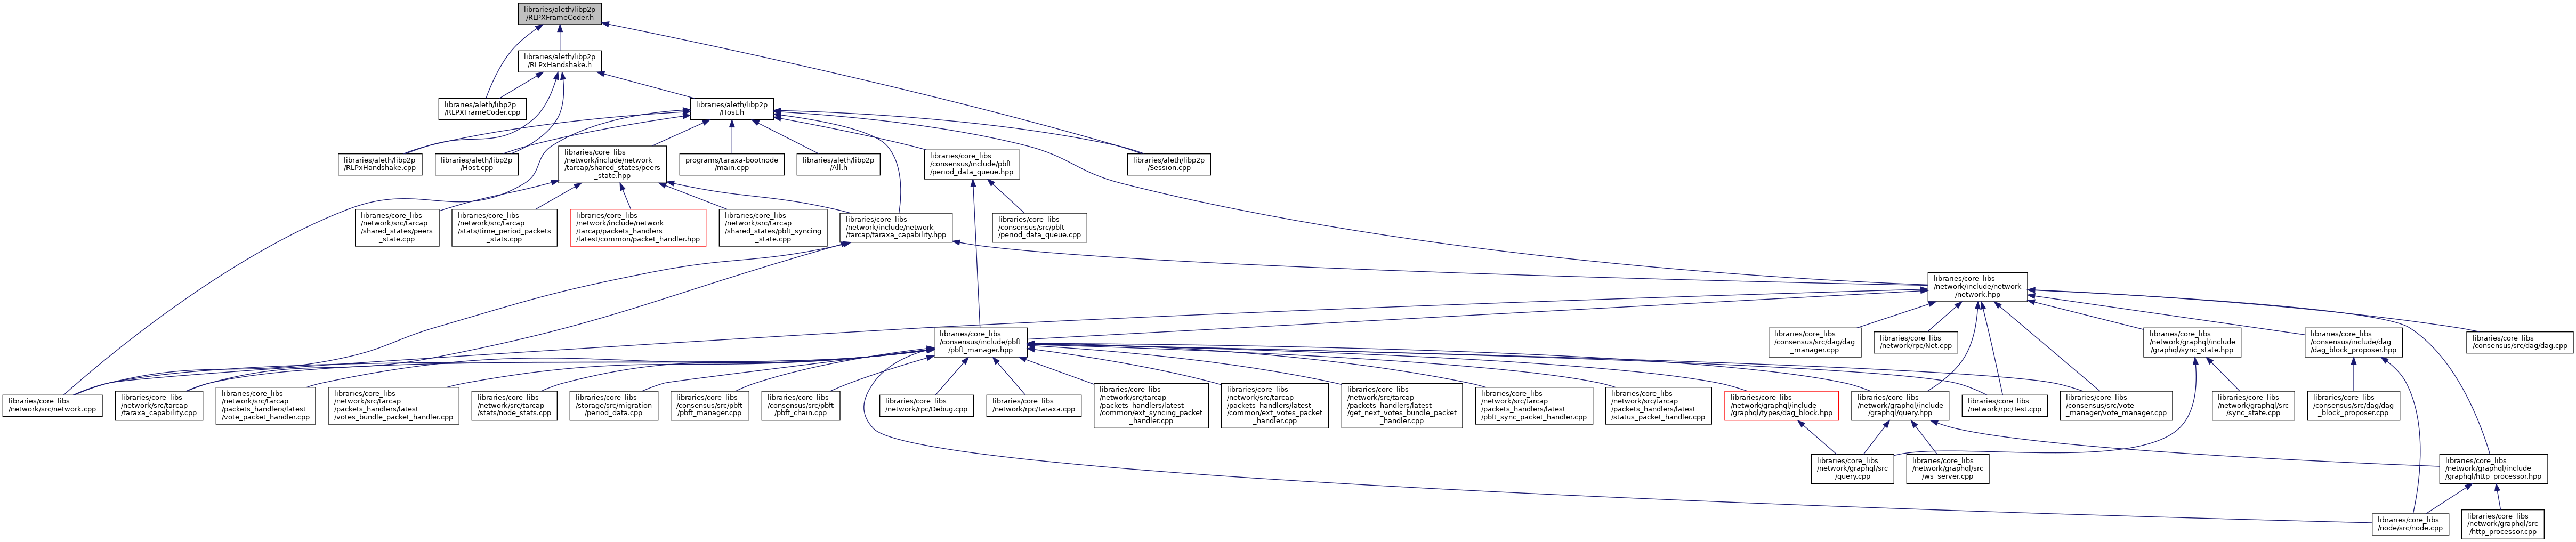 libraries/aleth/libp2p
/RLPXFrameCoder.h
libraries/aleth/libp2p
/RLPxHandshake.h
libraries/aleth/libp2p
/RLPXFrameCoder.cpp
libraries/aleth/libp2p
/Host.h
libraries/aleth/libp2p
/RLPxHandshake.cpp
libraries/aleth/libp2p
/Host.cpp
libraries/core_libs
/network/include/network
/tarcap/shared_states/peers
_state.hpp
programs/taraxa-bootnode
/main.cpp
libraries/aleth/libp2p
/All.h
libraries/core_libs
/consensus/include/pbft
/period_data_queue.hpp
libraries/aleth/libp2p
/Session.cpp
libraries/core_libs
/network/src/tarcap
/shared_states/peers
_state.cpp
libraries/core_libs
/network/src/tarcap
/stats/time_period_packets
_stats.cpp
libraries/core_libs
/network/include/network
/tarcap/packets_handlers
/latest/common/packet_handler.hpp
libraries/core_libs
/network/src/tarcap
/shared_states/pbft_syncing
_state.cpp
libraries/core_libs
/network/include/network
/tarcap/taraxa_capability.hpp
libraries/core_libs
/consensus/src/pbft
/period_data_queue.cpp
libraries/core_libs
/network/include/network
/network.hpp
libraries/core_libs
/consensus/include/pbft
/pbft_manager.hpp
libraries/core_libs
/consensus/src/dag/dag
_manager.cpp
libraries/core_libs
/network/rpc/Net.cpp
libraries/core_libs
/network/graphql/include
/graphql/sync_state.hpp
libraries/core_libs
/consensus/include/dag
/dag_block_proposer.hpp
libraries/core_libs
/consensus/src/dag/dag.cpp
libraries/core_libs
/network/src/network.cpp
libraries/core_libs
/network/src/tarcap
/taraxa_capability.cpp
libraries/core_libs
/network/src/tarcap
/packets_handlers/latest
/vote_packet_handler.cpp
libraries/core_libs
/network/src/tarcap
/packets_handlers/latest
/votes_bundle_packet_handler.cpp
libraries/core_libs
/network/src/tarcap
/stats/node_stats.cpp
libraries/core_libs
/storage/src/migration
/period_data.cpp
libraries/core_libs
/consensus/src/pbft
/pbft_manager.cpp
libraries/core_libs
/consensus/src/pbft
/pbft_chain.cpp
libraries/core_libs
/network/rpc/Debug.cpp
libraries/core_libs
/network/rpc/Taraxa.cpp
libraries/core_libs
/network/src/tarcap
/packets_handlers/latest
/common/ext_syncing_packet
_handler.cpp
libraries/core_libs
/network/src/tarcap
/packets_handlers/latest
/common/ext_votes_packet
_handler.cpp
libraries/core_libs
/network/src/tarcap
/packets_handlers/latest
/get_next_votes_bundle_packet
_handler.cpp
libraries/core_libs
/network/src/tarcap
/packets_handlers/latest
/pbft_sync_packet_handler.cpp
libraries/core_libs
/network/src/tarcap
/packets_handlers/latest
/status_packet_handler.cpp
libraries/core_libs
/network/graphql/include
/graphql/types/dag_block.hpp
libraries/core_libs
/network/graphql/include
/graphql/query.hpp
libraries/core_libs
/network/rpc/Test.cpp
libraries/core_libs
/consensus/src/vote
_manager/vote_manager.cpp
libraries/core_libs
/network/graphql/src
/sync_state.cpp
libraries/core_libs
/consensus/src/dag/dag
_block_proposer.cpp
libraries/core_libs
/network/graphql/src
/query.cpp
libraries/core_libs
/network/graphql/src
/ws_server.cpp
libraries/core_libs
/network/graphql/include
/graphql/http_processor.hpp
libraries/core_libs
/node/src/node.cpp
libraries/core_libs
/network/graphql/src
/http_processor.cpp